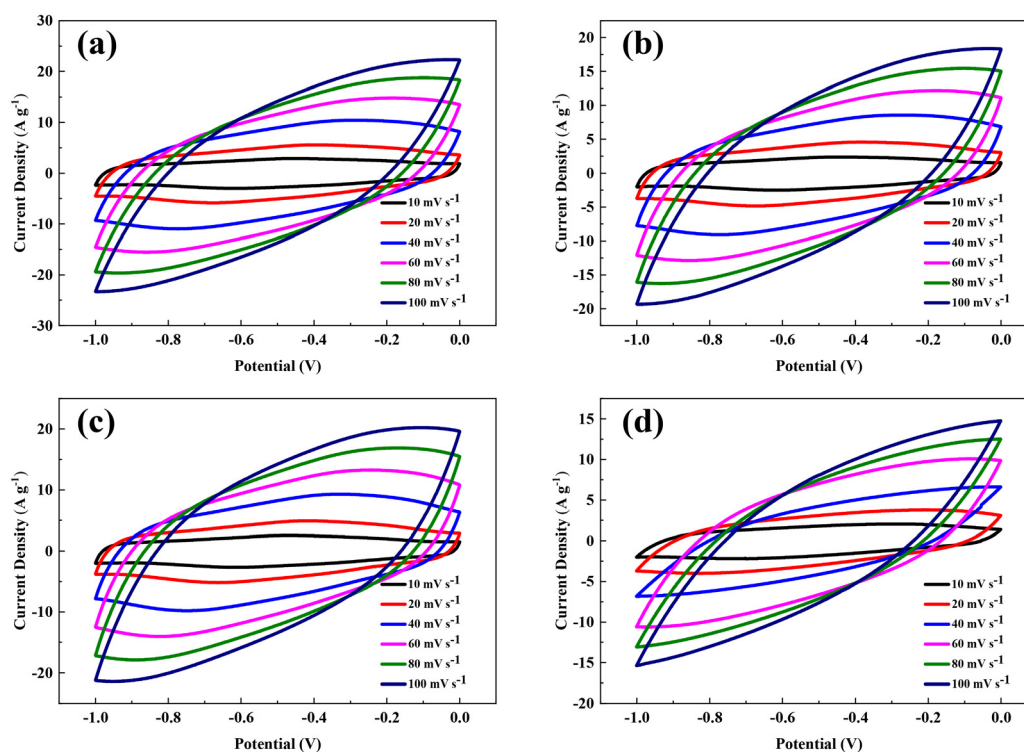 (a)
30
20
10
0
-10
-20
-30
Current Density (A g⁻¹)
10 mV s⁻¹
20 mV s⁻¹
40 mV s⁻¹
60 mV s⁻¹
80 mV s⁻¹
100 mV s⁻¹
-1.0 -0.8 -0.6 -0.4 -0.2 0.0
Potential (V)
(b)
20
15
10
5
0
-5
-10
-15
-20
Current Density (A g⁻¹)
10 mV s⁻¹
20 mV s⁻¹
40 mV s⁻¹
60 mV s⁻¹
80 mV s⁻¹
100 mV s⁻¹
-1.0 -0.8 -0.6 -0.4 -0.2 0.0
Potential (V)
(c)
20
10
0
-10
-20
Current Density (A g⁻¹)
10 mV s⁻¹
20 mV s⁻¹
40 mV s⁻¹
60 mV s⁻¹
80 mV s⁻¹
100 mV s⁻¹
-1.0 -0.8 -0.6 -0.4 -0.2 0.0
Potential (V)
(d)
15
10
5
0
-5
-10
-15
-20
Current Density (A g⁻¹)
10 mV s⁻¹
20 mV s⁻¹
40 mV s⁻¹
60 mV s⁻¹
80 mV s⁻¹
100 mV s⁻¹
-1.0 -0.8 -0.6 -0.4 -0.2 0.0
Potential (V)